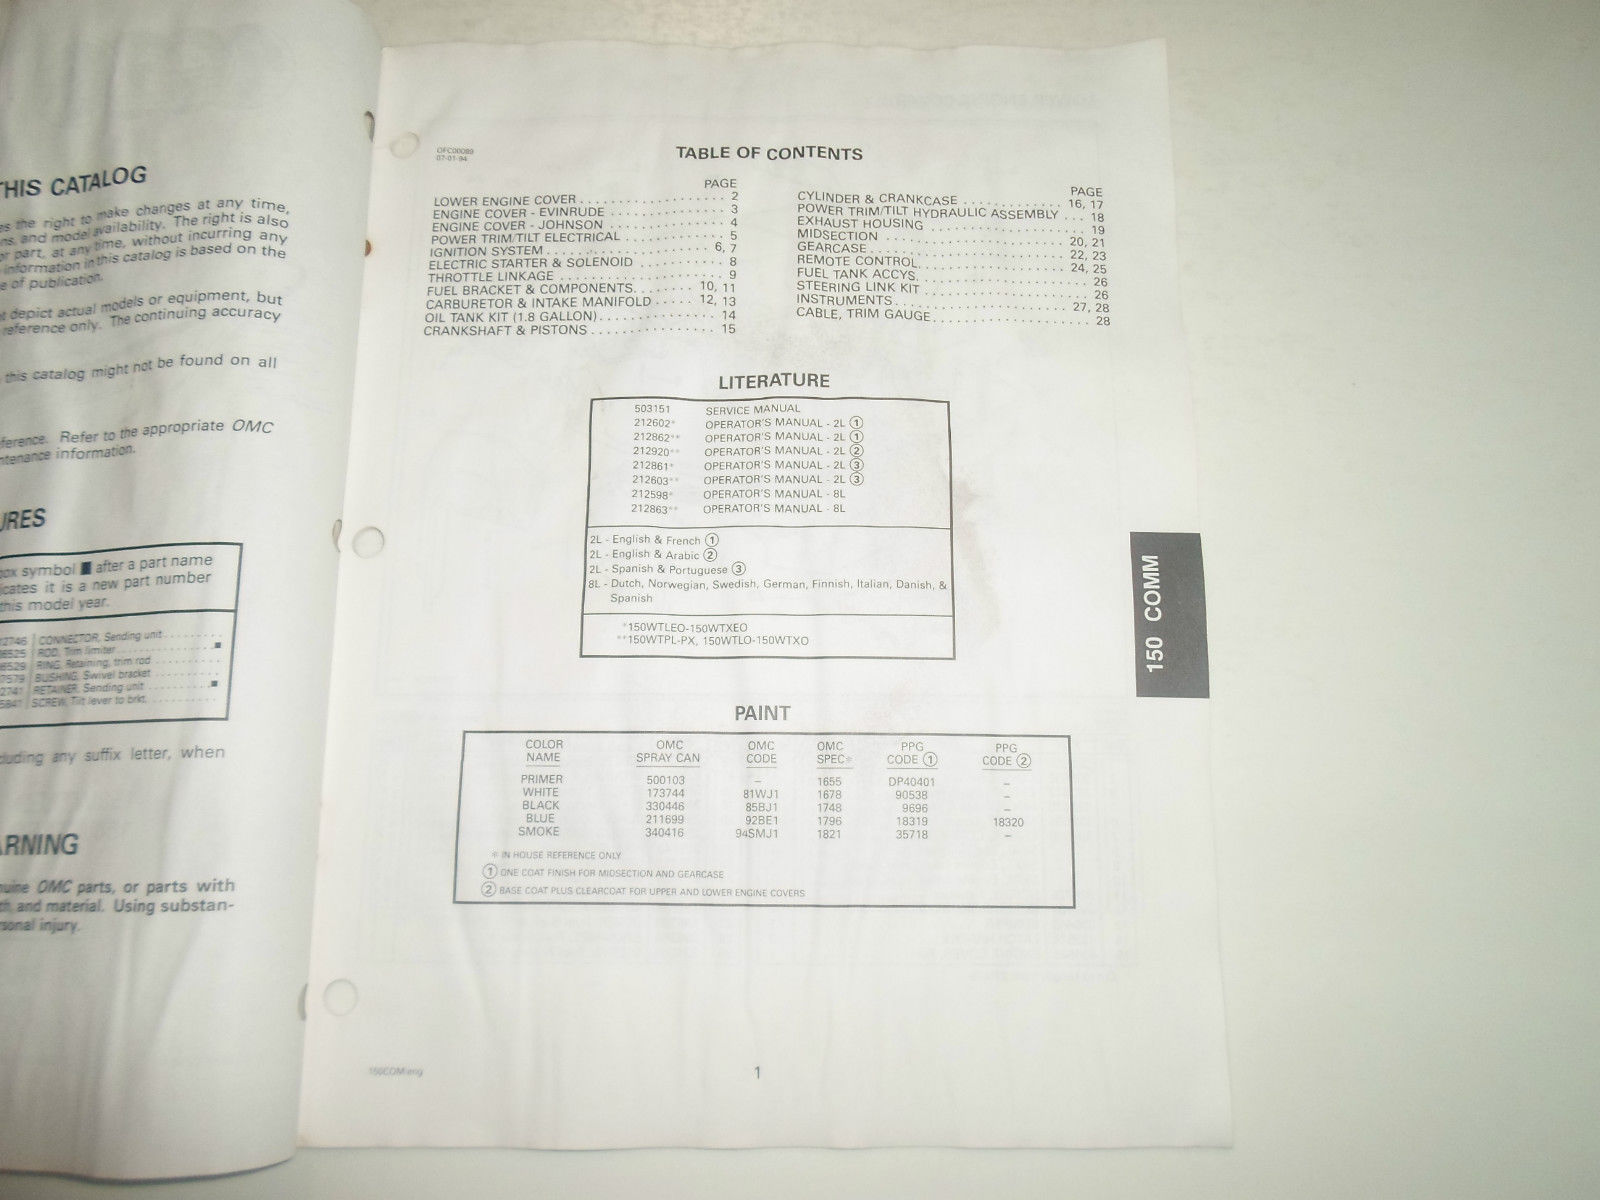 THIS CATALOG
the right to make changes at any time,
and model availability. The right is also
or part, at any time, without incurring any
information in this catalog is based on the
of publication.
depict actual models or equipment, but
reference only. The continuing accuracy
this catalog might not be found on all
Refer to the appropriate OMC
information.
symbol ■ after a part name
it is a new part number
this model year.
CONNECTOR, Sending unit
ROD, Trim limiter ■
RING, Retaining, trim rod
BUSHING, Swivel bracket
RETAINER, Sending unit ■
SCREW, Tilt lever to brkt.
any suffix letter, when
OMC parts, or parts with
and material. Using substan-
injury.
OFC00099
07-01-94
TABLE OF CONTENTS
PAGE
LOWER ENGINE COVER . . . . . . . . . . . . . . . . . . . 2
ENGINE COVER - EVINRUDE . . . . . . . . . . . . . . 3
ENGINE COVER - JOHNSON . . . . . . . . . . . . . . 4
POWER TRIM/TILT ELECTRICAL . . . . . . . . . . . . 5
IGNITION SYSTEM . . . . . . . . . . . . . . . . . . . . 6, 7
ELECTRIC STARTER & SOLENOID . . . . . . . . . . 8
THROTTLE LINKAGE . . . . . . . . . . . . . . . . . . . . 9
FUEL BRACKET & COMPONENTS. . . . . . . . 10, 11
CARBURETOR & INTAKE MANIFOLD . . . . . 12, 13
OIL TANK KIT (1.8 GALLON) . . . . . . . . . . . . . . 14
CRANKSHAFT & PISTONS . . . . . . . . . . . . . . . 15
PAGE
CYLINDER & CRANKCASE . . . . . . . . . . . . 16, 17
POWER TRIM/TILT HYDRAULIC ASSEMBLY . . . 18
EXHAUST HOUSING . . . . . . . . . . . . . . . . . . . . 19
MIDSECTION . . . . . . . . . . . . . . . . . . . . . . 20, 21
GEARCASE . . . . . . . . . . . . . . . . . . . . . . . 22, 23
REMOTE CONTROL . . . . . . . . . . . . . . . . . 24, 25
FUEL TANK ACCYS. . . . . . . . . . . . . . . . . . . . . 26
STEERING LINK KIT . . . . . . . . . . . . . . . . . . . . 26
INSTRUMENTS . . . . . . . . . . . . . . . . . . . . . 27, 28
CABLE, TRIM GAUGE . . . . . . . . . . . . . . . . . . . 28
LITERATURE
503151 SERVICE MANUAL
212602* OPERATOR'S MANUAL - 2L ①
212862** OPERATOR'S MANUAL - 2L ①
212920** OPERATOR'S MANUAL - 2L ②
212861* OPERATOR'S MANUAL - 2L ③
212603** OPERATOR'S MANUAL - 2L ③
212598* OPERATOR'S MANUAL - 8L
212863** OPERATOR'S MANUAL - 8L
2L - English & French ①
2L - English & Arabic ②
2L - Spanish & Portuguese ③
8L - Dutch, Norwegian, Swedish, German, Finnish, Italian, Danish, &
Spanish
*150WTLEO-150WTXEO
**150WTPL-PX, 150WTLO-150WTXO
150 COMM
PAINT
COLOR OMC OMC OMC PPG PPG
NAME SPRAY CAN CODE SPEC* CODE ① CODE ②
PRIMER 500103 – 1655 DP40401 –
WHITE 173744 81WJ1 1678 90538 –
BLACK 330446 85BJ1 1748 9696 –
BLUE 211699 92BE1 1796 18319 18320
SMOKE 340416 94SMJ1 1821 35718 –
* IN HOUSE REFERENCE ONLY
① ONE COAT FINISH FOR MIDSECTION AND GEARCASE
② BASE COAT PLUS CLEARCOAT FOR UPPER AND LOWER ENGINE COVERS
150COM.eng
1